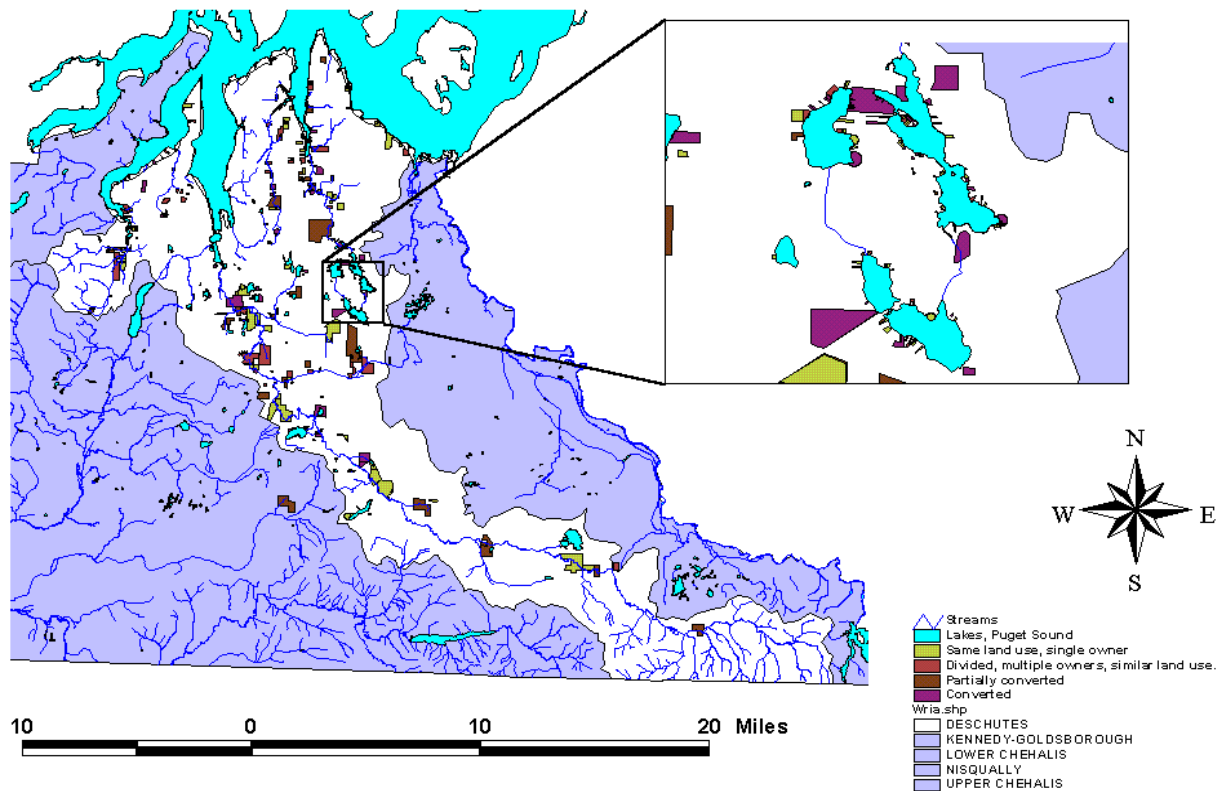 N
W E
S
Streams
Lakes, Puget Sound
Same land use, single owner
Divided, multiple owners, similar land use.
Partially converted
Converted
Wria.shp
DESCHUTES
KENNEDY-GOLDSBOROUGH
LOWER CHEHALIS
NISQUALLY
UPPER CHEHALIS
10 0 10 20 Miles